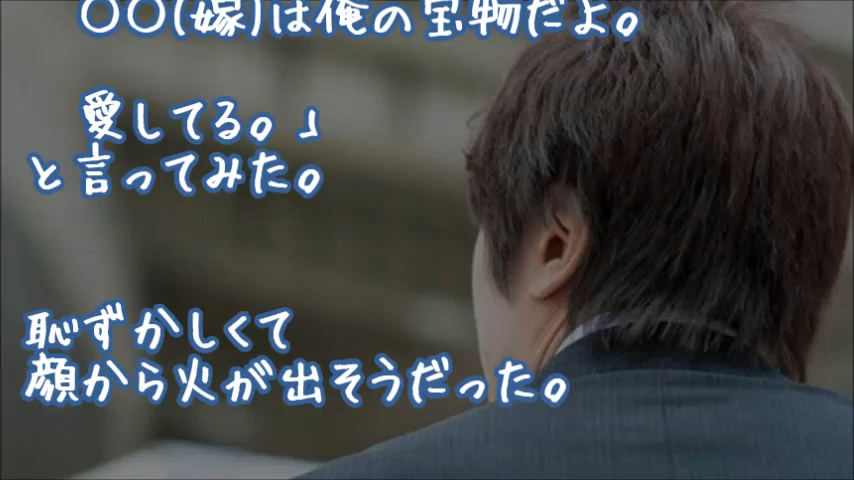 ○○(嫁)は俺の宝物だよ。
愛してる。」
と言ってみた。
恥ずかしくて
顔から火が出そうだった。